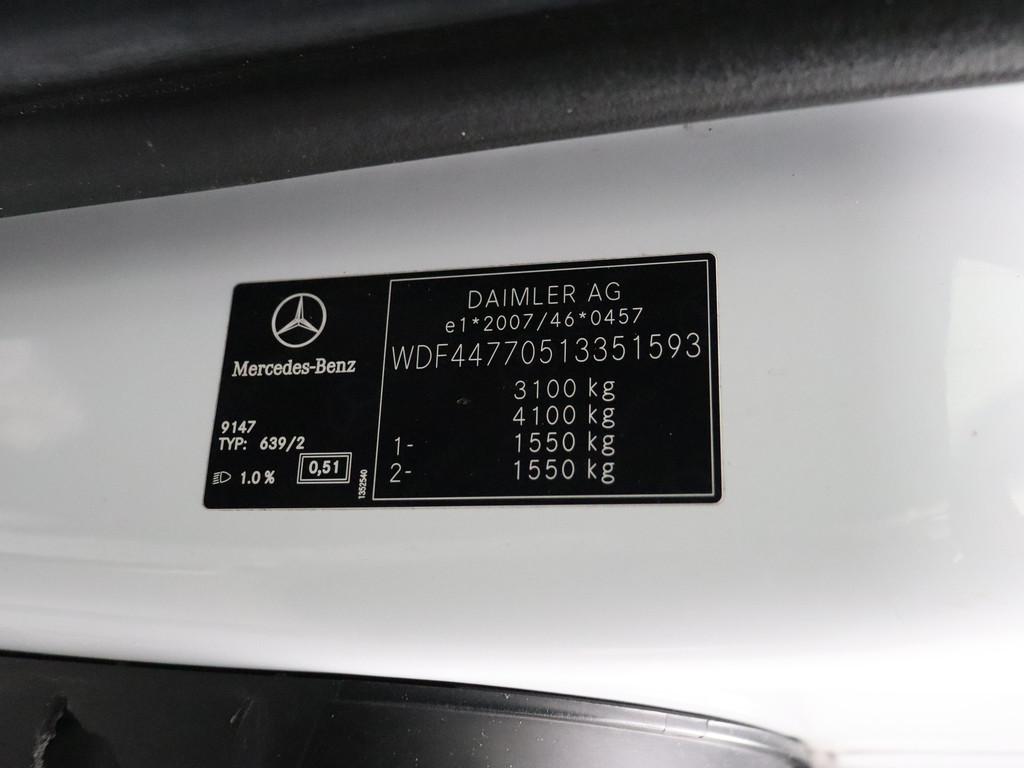 Mercedes-Benz
9147
TYP: 639/2
1.0 %
0,51
1352540
DAIMLER AG
e1*2007/46*0457
WDF44770513351593
3100 kg
4100 kg
1- 1550 kg
2- 1550 kg